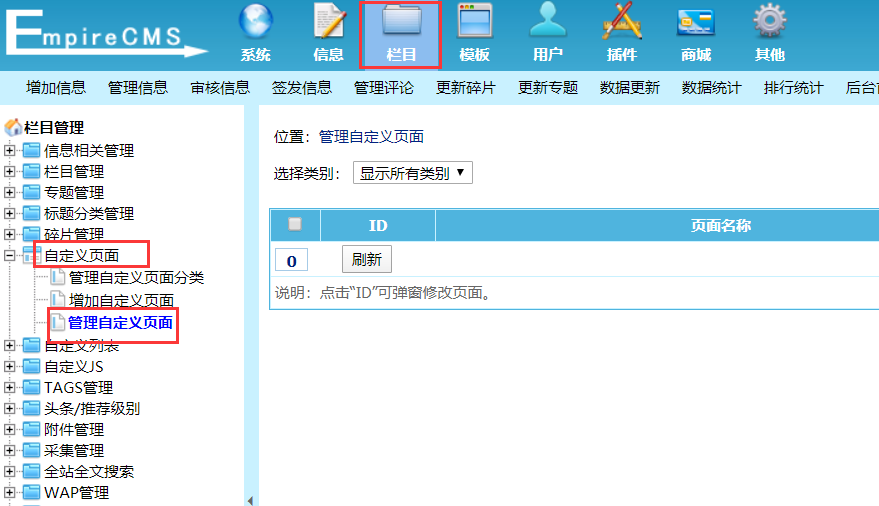 EmpireCMS
系统 信息 栏目 模板 用户 插件 商城 其他
增加信息 管理信息 审核信息 签发信息 管理评论 更新碎片 更新专题 数据更新 数据统计 排行统计 后台
栏目管理
信息相关管理
栏目管理
专题管理
标题分类管理
碎片管理
自定义页面
管理自定义页面分类
增加自定义页面
管理自定义页面
自定义列表
自定义JS
TAGS管理
头条/推荐级别
附件管理
采集管理
全站全文搜索
WAP管理
位置：管理自定义页面
选择类别： 显示所有类别
ID 页面名称
0 刷新
说明：点击“ID”可弹窗修改页面。